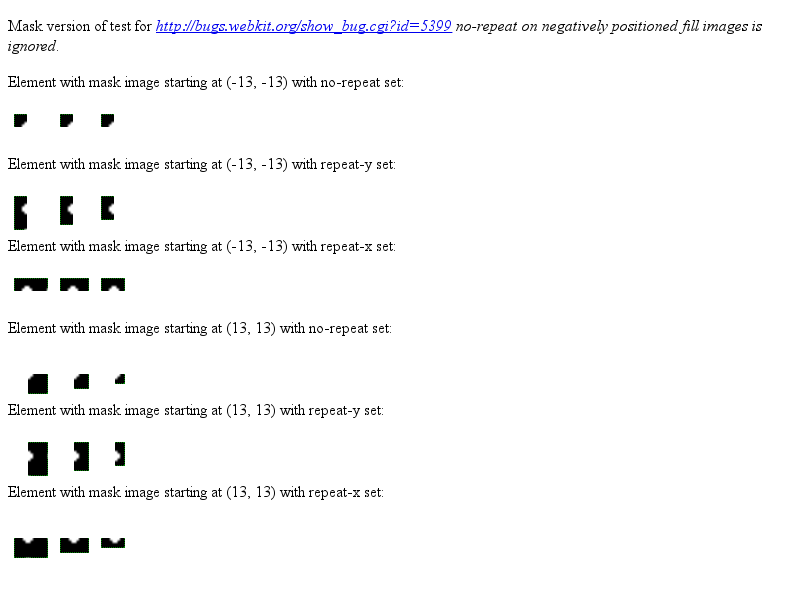 Mask version of test for http://bugs.webkit.org/show_bug.cgi?id=5399 no-repeat on negatively positioned fill images is
ignored.
Element with mask image starting at (-13, -13) with no-repeat set:
Element with mask image starting at (-13, -13) with repeat-y set:
Element with mask image starting at (-13, -13) with repeat-x set:
Element with mask image starting at (13, 13) with no-repeat set:
Element with mask image starting at (13, 13) with repeat-y set:
Element with mask image starting at (13, 13) with repeat-x set: